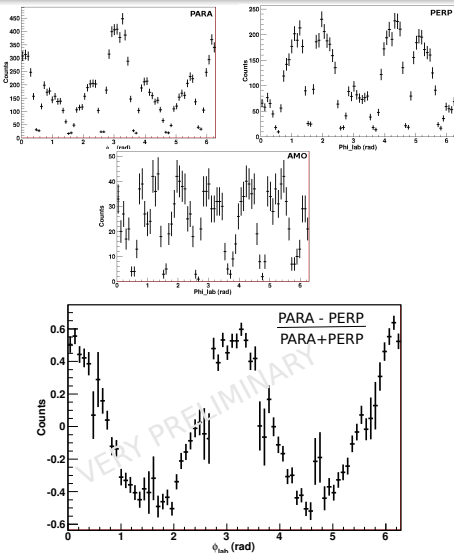 PARA
PERP
Counts
450
400
350
300
250
200
150
100
50
0
0 1 2 3 4 5 6
(rad)
Counts
250
200
150
100
50
0
0 1 2 3 4 5 6
Phi_lab (rad)
AMO
Counts
50
40
30
20
10
0
0 1 2 3 4 5 6
Phi_lab (rad)
PARA - PERP
PARA+PERP
VERY PRELIMINARY
Counts
0.6
0.4
0.2
0
-0.2
-0.4
-0.6
0 1 2 3 4 5 6
ϕlab (rad)